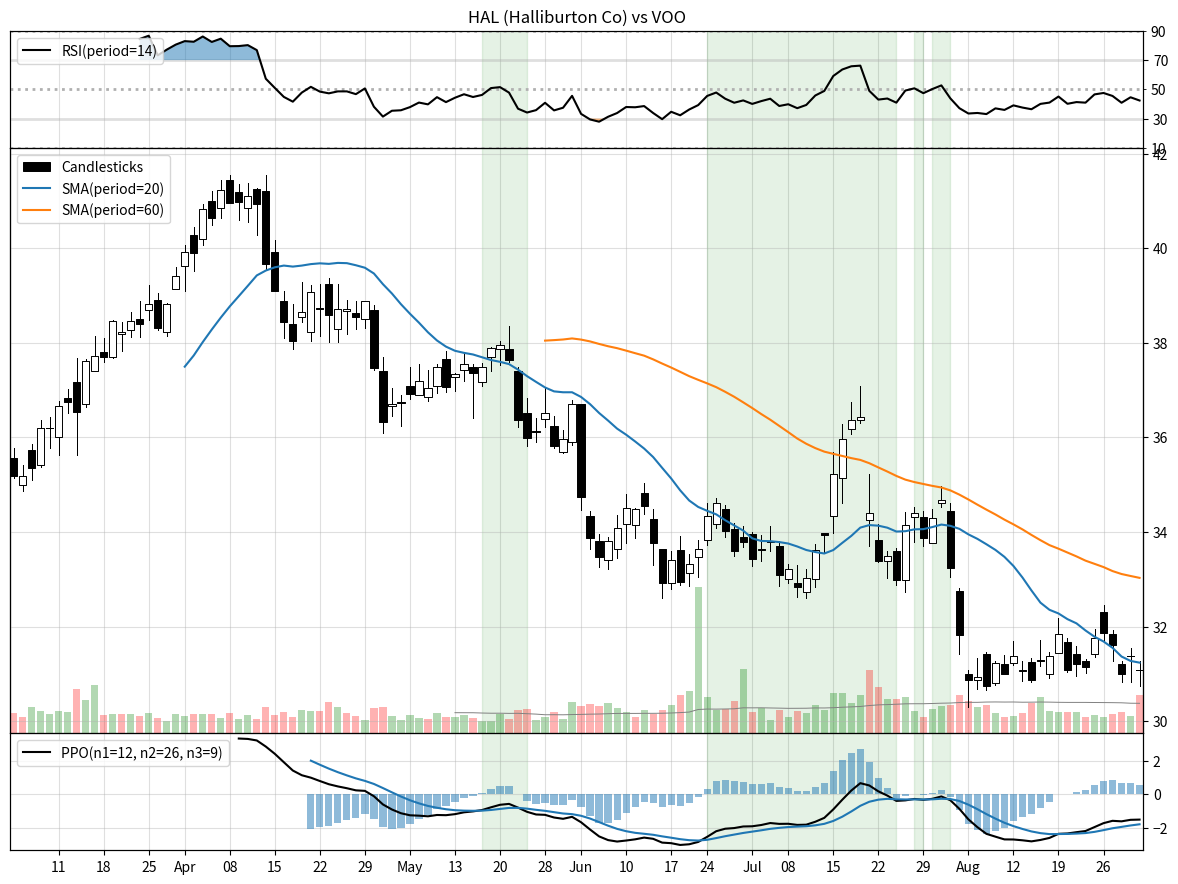 HAL (Halliburton Co) vs VOO
RSI(period=14)
90
70
50
30
10
Candlesticks
SMA(period=20)
SMA(period=60)
42
40
38
36
34
32
30
PPO(n1=12, n2=26, n3=9)
2
0
−2
11 18 25 Apr 08 15 22 29 May 13 20 28 Jun 10 17 24 Jul 08 15 22 29 Aug 12 19 26